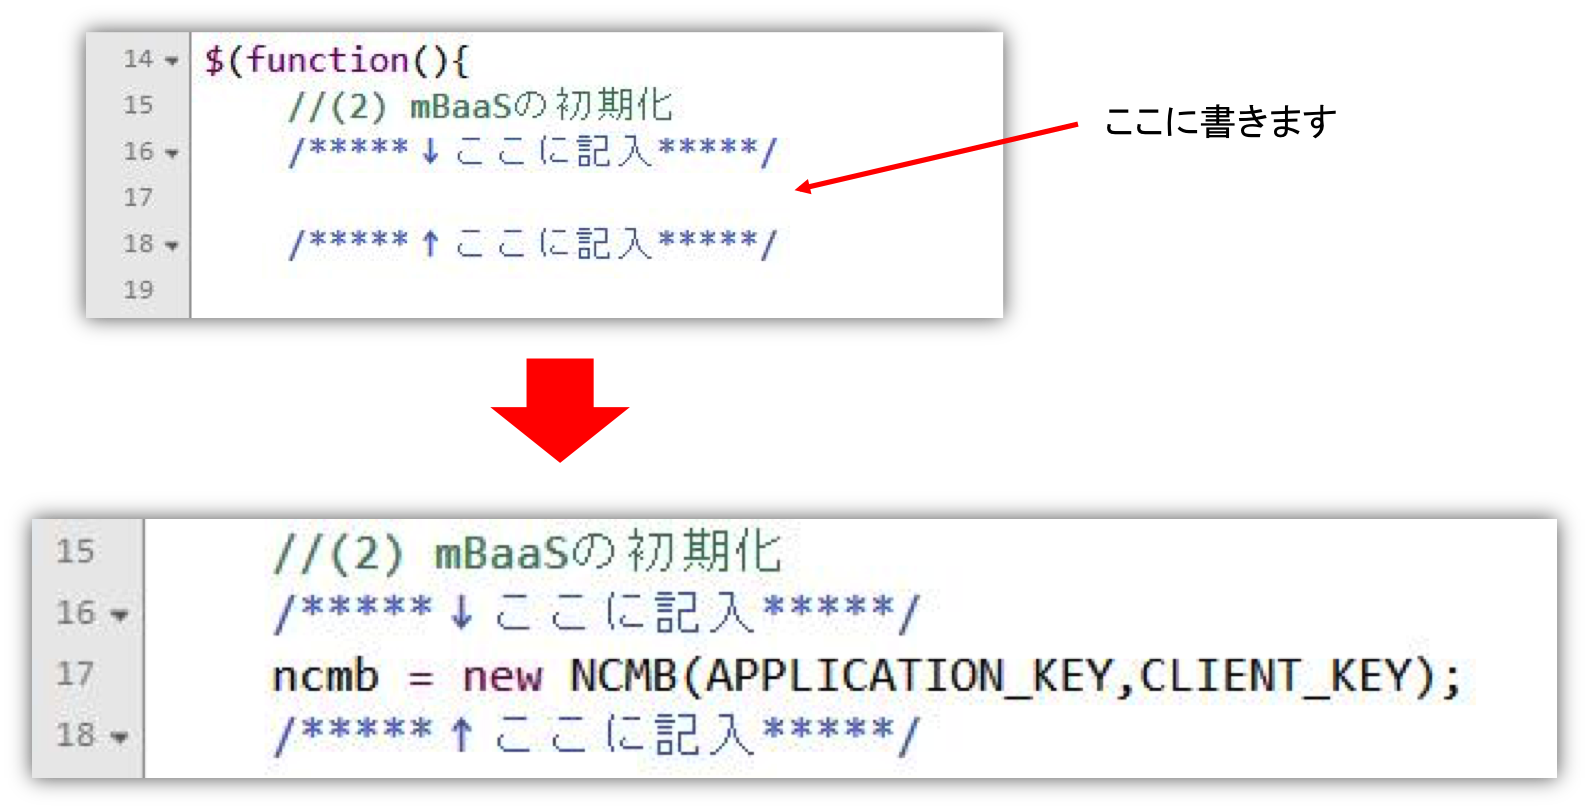 14 $(function(){
15 //(2) mBaaSの初期化
16 /*****↓ここに記入*****/
17
18 /*****↑ここに記入*****/
19
ここに書きます
15 //(2) mBaaSの初期化
16 /*****↓ここに記入*****/
17 ncmb = new NCMB(APPLICATION_KEY,CLIENT_KEY);
18 /*****↑ここに記入*****/